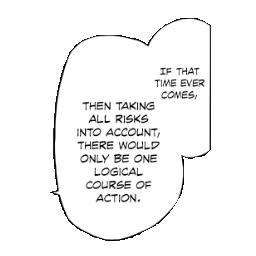 IF THAT
TIME EVER
COMES,
THEN TAKING
ALL RISKS
INTO ACCOUNT,
THERE WOULD
ONLY BE ONE
LOGICAL
COURSE OF
ACTION.